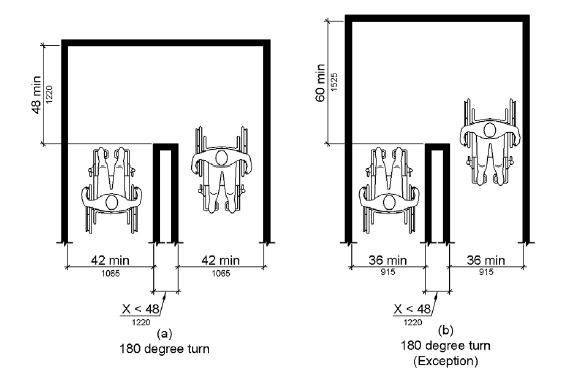 48 min
1220
42 min
1065
42 min
1065
X < 48
1220
(a)
180 degree turn
60 min
1525
36 min
915
36 min
915
X < 48
1220
(b)
180 degree turn
(Exception)